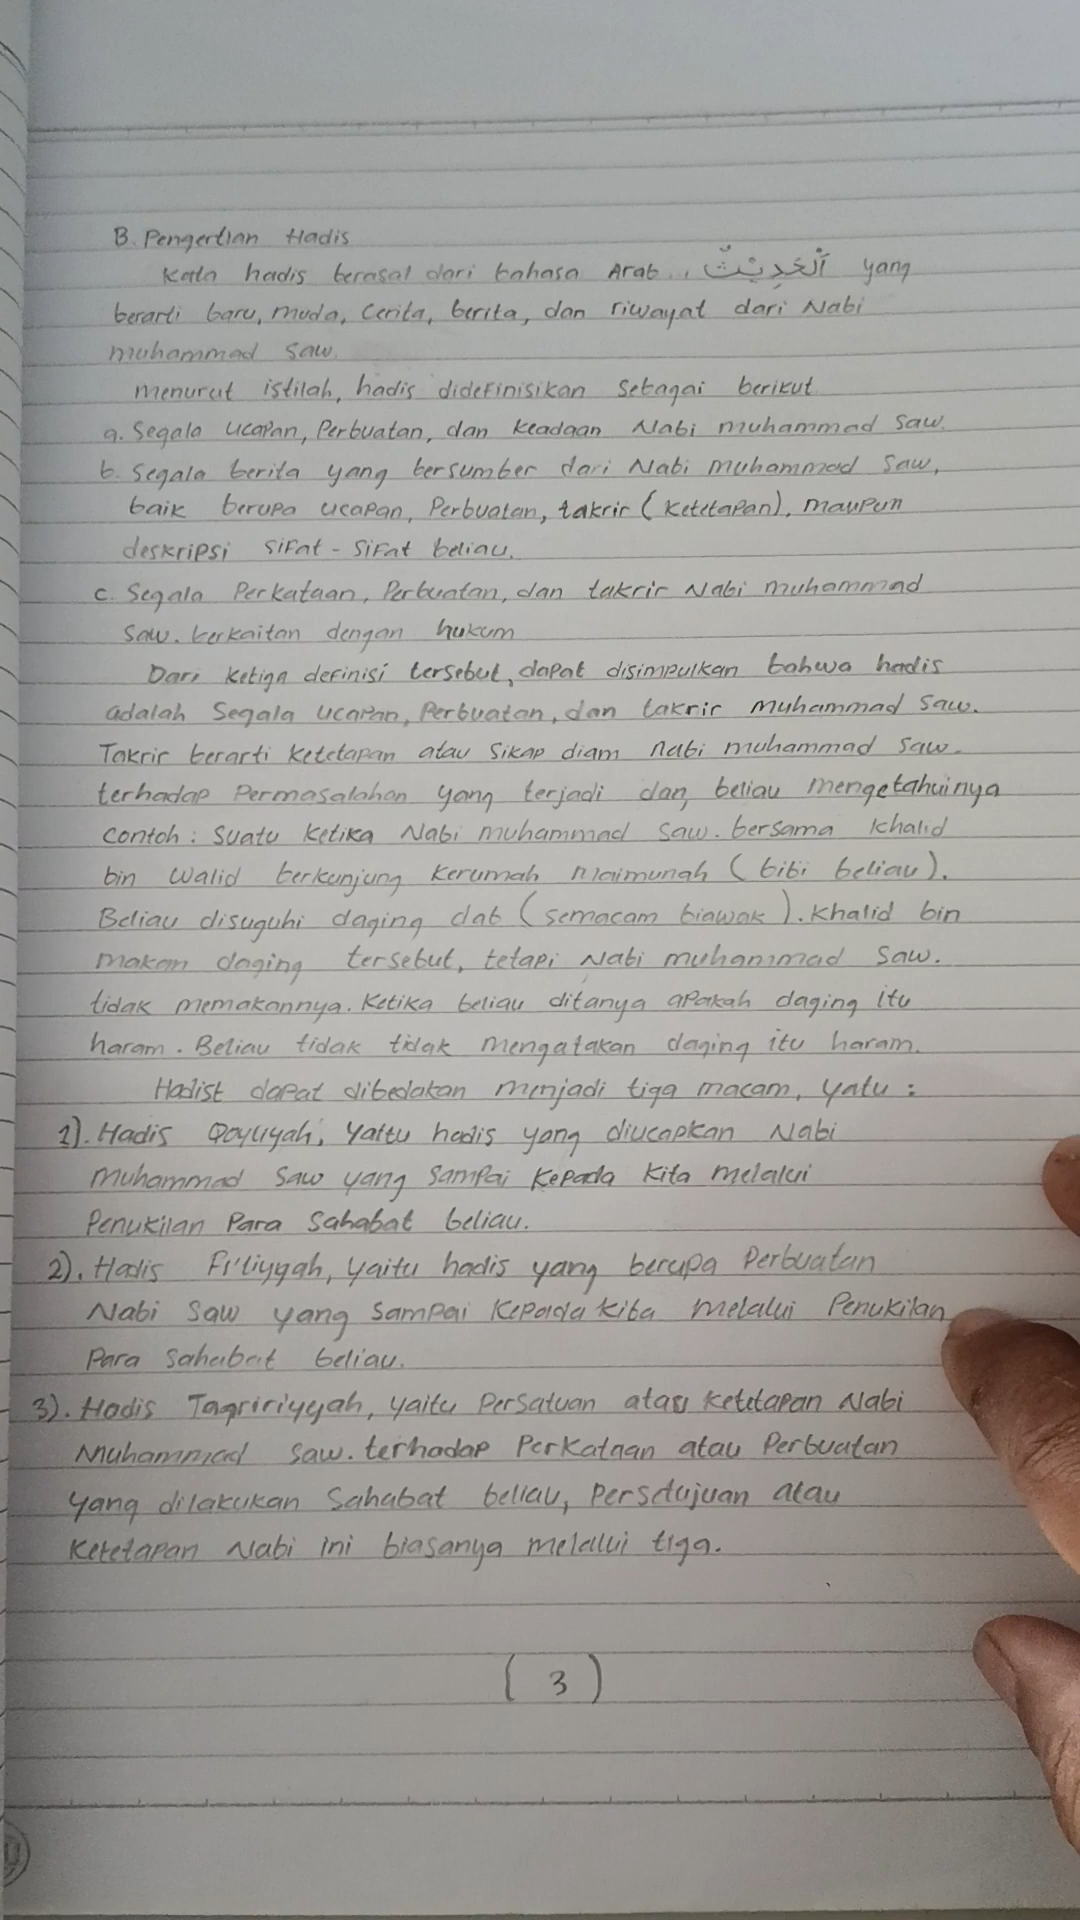 B. Pengertian Hadis
Kata hadis berasal dari bahasa Arab, اَلْحَدِيْثُ yang
berarti baru, muda, Cerita, berita, dan riwayat dari Nabi
muhammad saw.
menurut istilah, hadis didefinisikan Sebagai berikut
a. Segala ucapan, Perbuatan, dan keadaan Nabi muhammad saw.
b. Segala berita yang bersumber dari Nabi muhammad saw,
baik berupa ucapan, Perbuatan, takrir (ketetapan), maupun
deskripsi sifat - sifat beliau.
c. Segala Perkataan, Perbuatan, dan takrir Nabi muhammad
saw. berkaitan dengan hukum
Dari ketiga definisi tersebut, dapat disimpulkan bahwa hadis
adalah Segala ucapan, Perbuatan, dan takrir Muhammad Saw.
Takrir berarti ketetapan atau sikap diam nabi muhammad saw.
terhadap Permasalahan yang terjadi dan, beliau mengetahuinya
contoh : Suatu ketika Nabi muhammad saw. bersama Khalid
bin walid berkunjung kerumah Maimunah (bibi beliau).
Beliau disuguhi daging dab (semacam biawak). Khalid bin
makan daging tersebut, tetapi Nabi muhammad saw.
tidak memakannya. Ketika beliau ditanya apakah daging itu
haram. Beliau tidak tidak mengatakan daging itu haram.
Hadist dapat dibedakan menjadi tiga macam, yatu :
1). Hadis Qoyliyah, yaitu hadis yang diucapkan Nabi
Muhammad saw yang sampai kepada kita melalui
Penukilan Para sahabat beliau.
2). Hadis Fi'liyyah, yaitu hadis yang berupa Perbuatan
Nabi saw yang sampai kepada kita melalui Penukilan
Para sahabat beliau.
3). Hadis Taqririyyah, yaitu Persatuan atau ketetapan Nabi
Muhammad saw. terhadap Perkataan atau Perbuatan
yang dilakukan Sahabat beliau, Persetujuan atau
ketetapan Nabi ini biasanya melalui tiga.
( 3 )